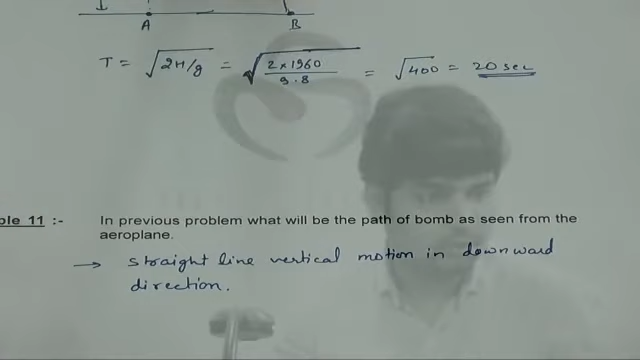 A B
T = √2H/g = √2×1960/9.8 = √400 = 20 sec
ple 11 :- In previous problem what will be the path of bomb as seen from the
aeroplane.
→ straight line vertical motion in downward
direction.